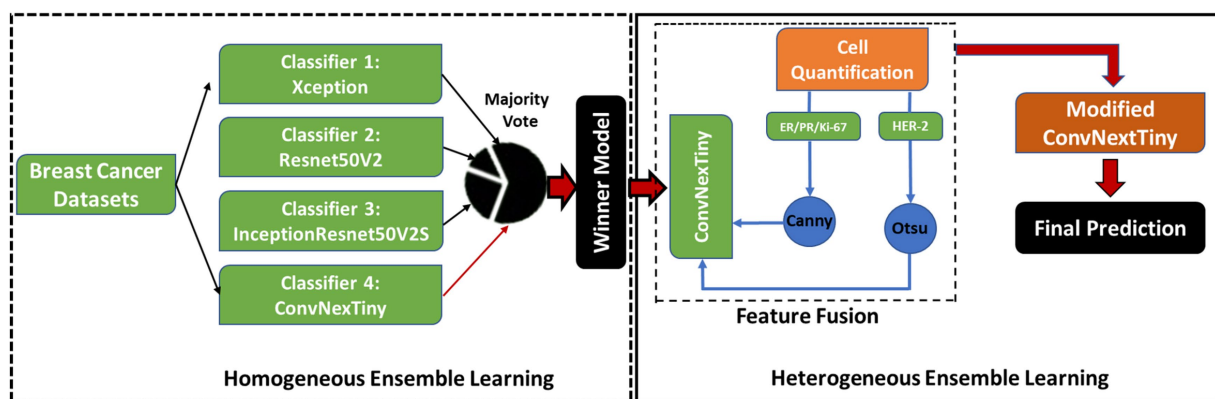 Breast Cancer
Datasets
Classifier 1:
Xception
Classifier 2:
Resnet50V2
Classifier 3:
InceptionResnet50V2S
Classifier 4:
ConvNexTiny
Majority
Vote
Winner Model
Homogeneous Ensemble Learning
Cell
Quantification
ER/PR/Ki-67
HER-2
ConvNexTiny
Canny
Otsu
Feature Fusion
Modified
ConvNextTiny
Final Prediction
Heterogeneous Ensemble Learning